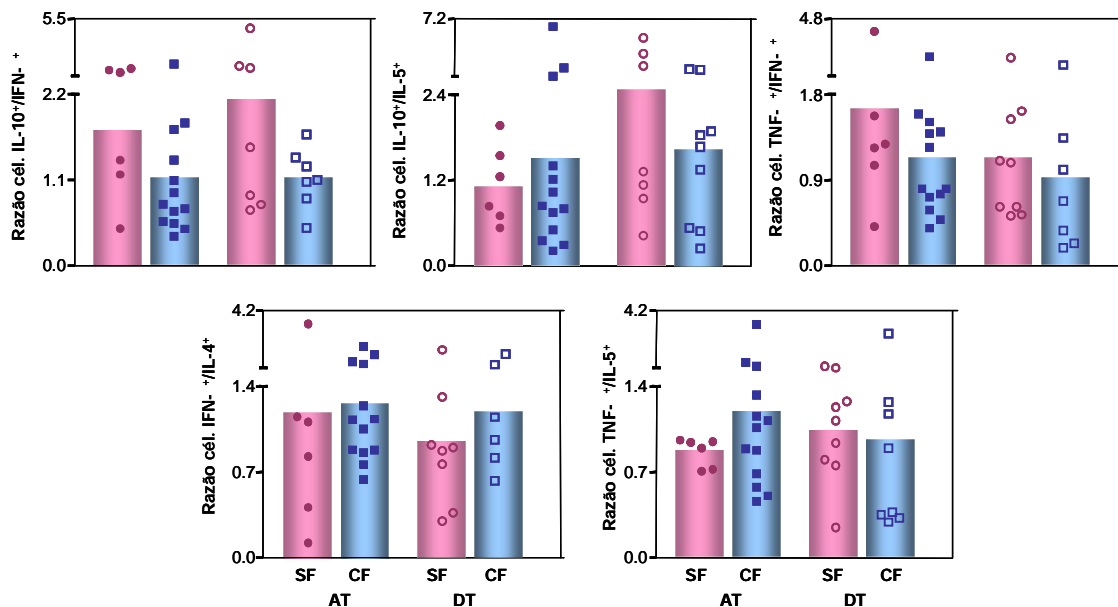 Razão cél. IL-10⁺/IFN- ⁺
5.5
2.2
1.1
0.0
Razão cél. IL-10⁺/IL-5⁺
7.2
2.4
1.2
0.0
Razão cél. TNF- ⁺/IFN- ⁺
4.8
1.8
0.9
0.0
Razão cél. IFN- ⁺/IL-4⁺
4.2
1.4
0.7
0.0
SF CF SF CF
AT DT
Razão cél. TNF- ⁺/IL-5⁺
4.2
1.4
0.7
0.0
SF CF SF CF
AT DT